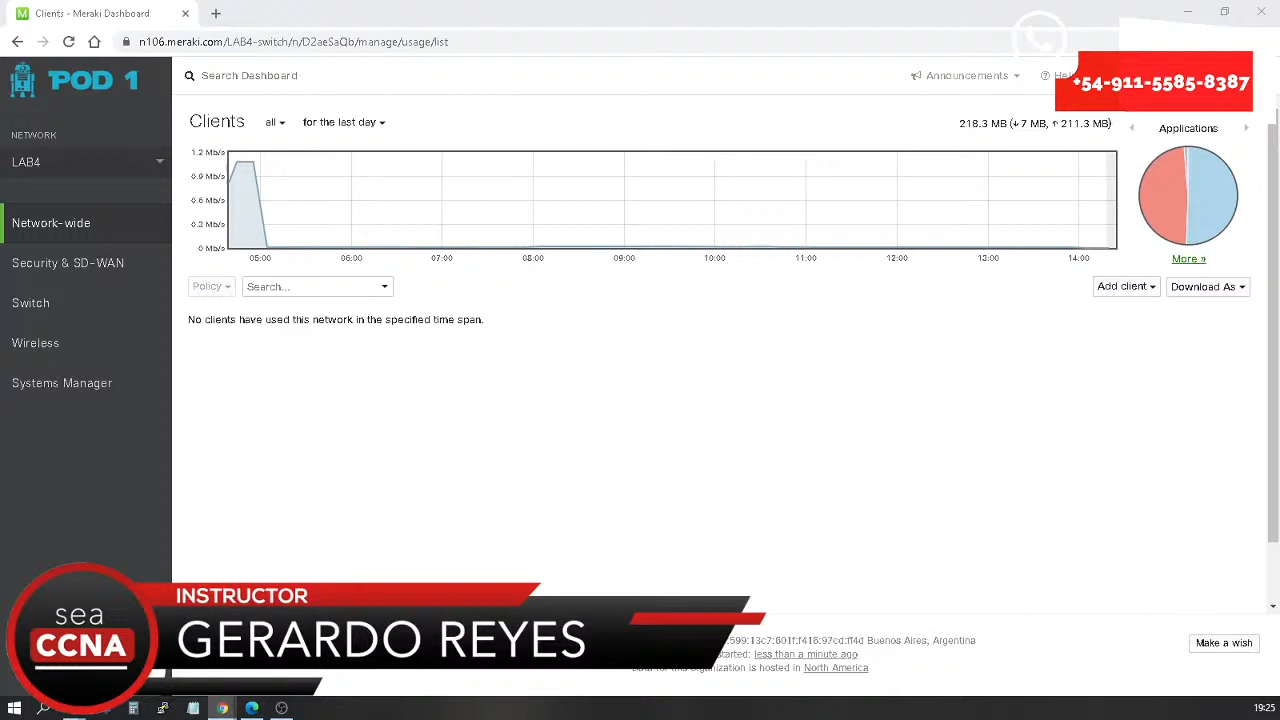 Clients - Meraki Dashboard
n106.meraki.com/LAB4-switch/n/D2aeSaQb/manage/usage/list
POD 1
Search Dashboard
Announcements
+54-911-5585-8387
NETWORK
LAB4
Network-wide
Security & SD-WAN
Switch
Wireless
Systems Manager
Clients all for the last day
218.3 MB (↓ 7 MB, ↑ 211.3 MB)
Applications
1.2 Mb/s
0.9 Mb/s
0.6 Mb/s
0.3 Mb/s
0 Mb/s
05:00 06:00 07:00 08:00 09:00 10:00 11:00 12:00 13:00 14:00
More »
Policy Search... Add client Download As
No clients have used this network in the specified time span.
INSTRUCTOR
GERARDO REYES
sea
CCNA
Buenos Aires, Argentina
started: less than a minute ago
organization is hosted in North America
Make a wish
19:25